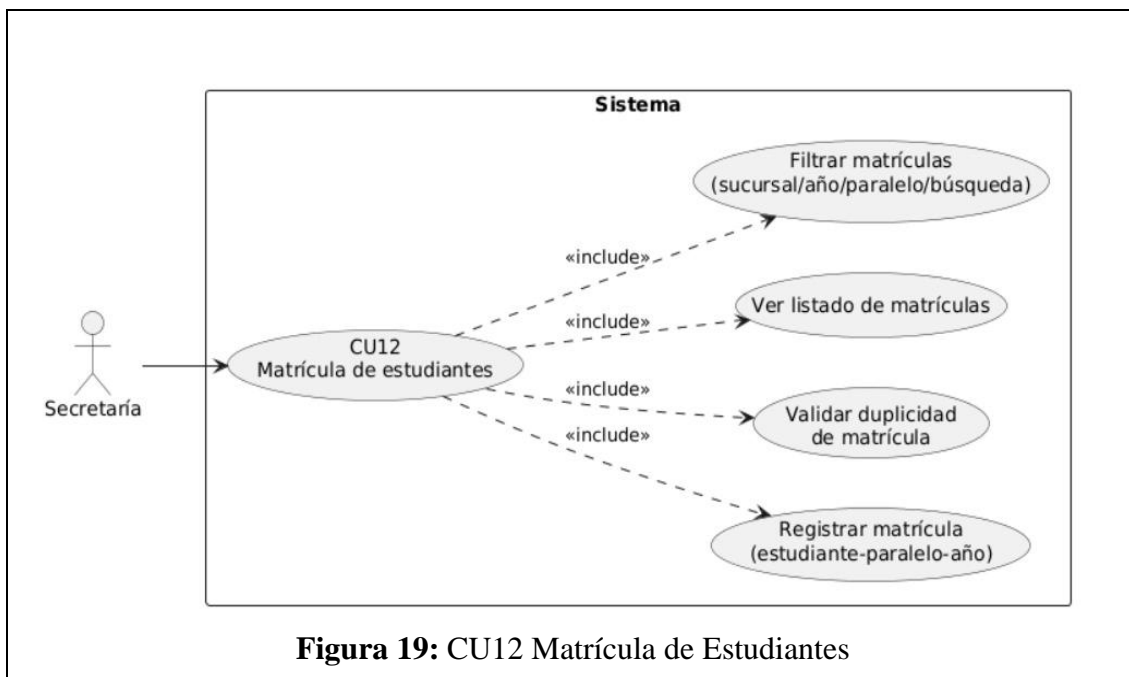 Sistema
Filtrar matrículas
(sucursal/año/paralelo/búsqueda)
«include»
Ver listado de matrículas
«include»
CU12
Matrícula de estudiantes
Secretaría
«include»
Validar duplicidad
de matrícula
«include»
Registrar matrícula
(estudiante-paralelo-año)
Figura 19: CU12 Matrícula de Estudiantes